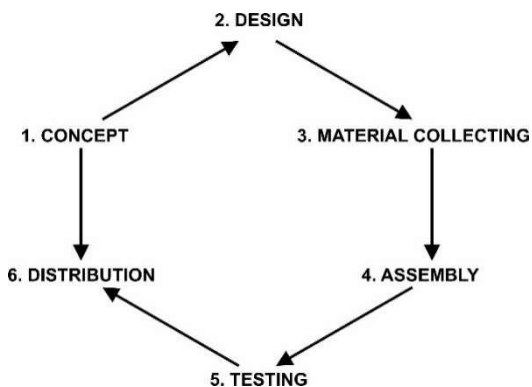 2. DESIGN
1. CONCEPT
3. MATERIAL COLLECTING
6. DISTRIBUTION
4. ASSEMBLY
5. TESTING